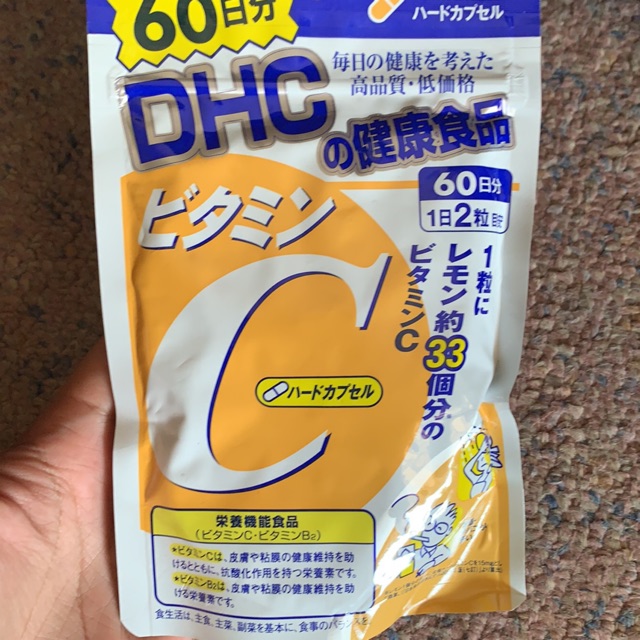 60日分
ハードカプセル
毎日の健康を考えた
高品質・低価格
DHC
の健康食品
60日分
1日2粒目安
ビタミン
C
1粒に
レモン約33個分の
ビタミンC
ハードカプセル
栄養機能食品
(ビタミンC・ビタミンB2)
★ビタミンCは、皮膚や粘膜の健康維持を助
けるとともに、抗酸化作用を持つ栄養素です。
★ビタミンB2は、皮膚や粘膜の健康維持を助
ける栄養素です。
食生活は、主食、主菜、副菜を基本に、食事のバランスを